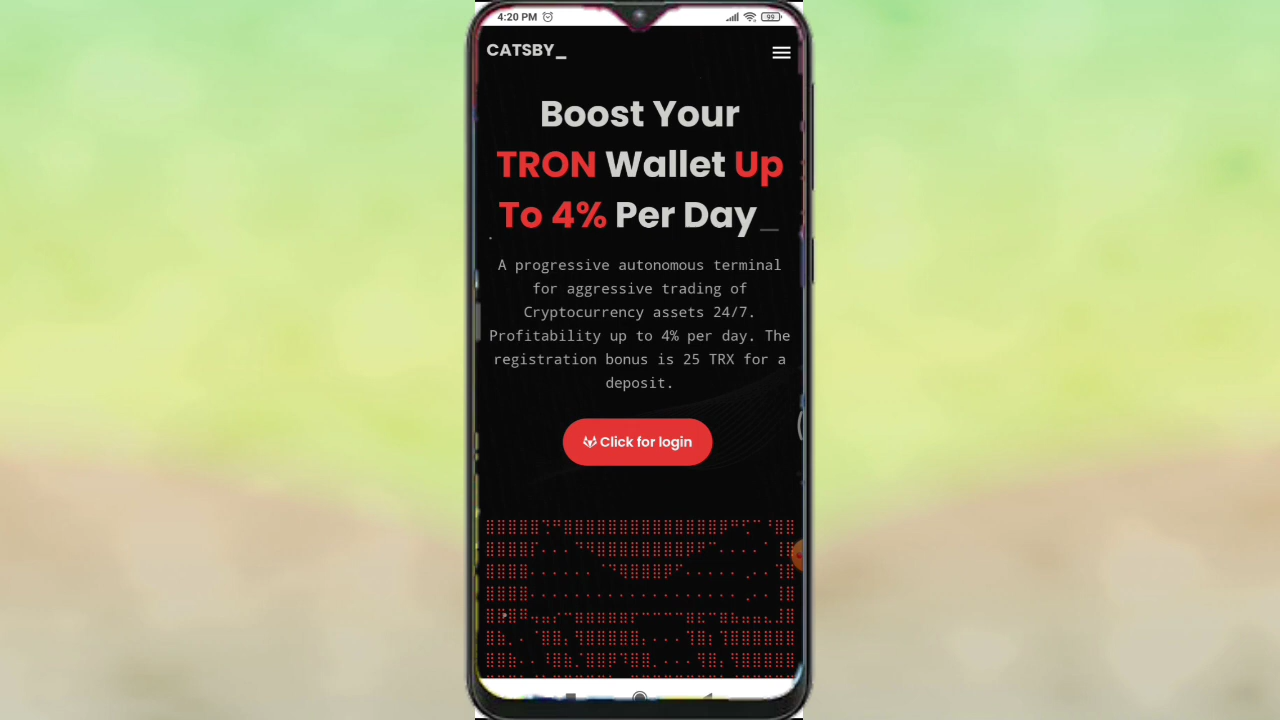 4:20 PM
99
CATSBY_
Boost Your
TRON Wallet Up
To 4% Per Day_
A progressive autonomous terminal
for aggressive trading of
Cryptocurrency assets 24/7.
Profitability up to 4% per day. The
registration bonus is 25 TRX for a
deposit.
Click for login